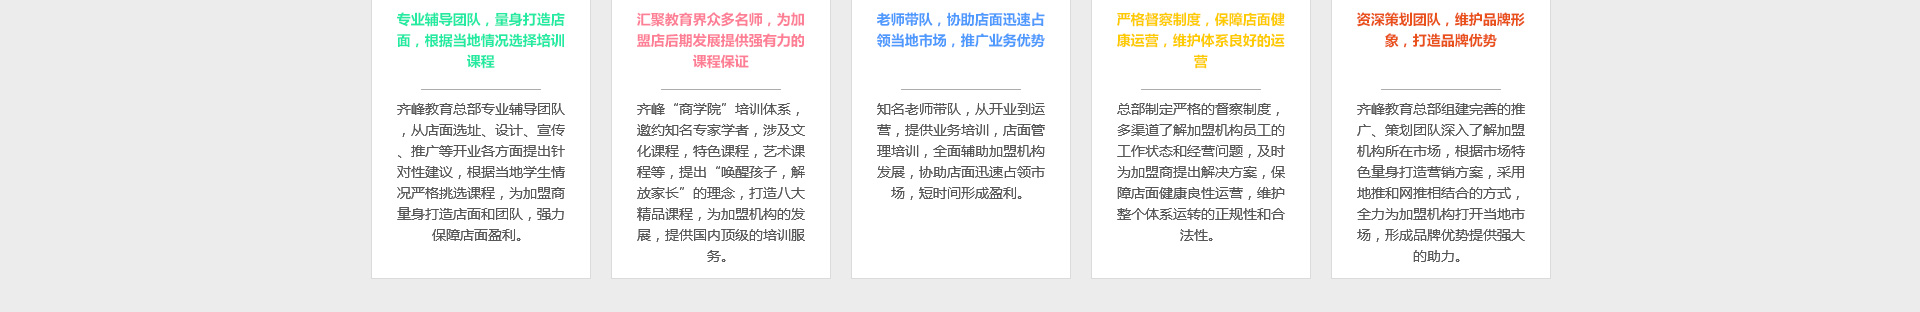 专业辅导团队，量身打造店
面，根据当地情况选择培训
课程
齐峰教育总部专业辅导团队
，从店面选址、设计、宣传
、推广等开业各方面提出针
对性建议，根据当地学生情
况严格挑选课程，为加盟商
量身打造店面和团队，强力
保障店面盈利。
汇聚教育界众多名师，为加
盟店后期发展提供强有力的
课程保证
齐峰“商学院”培训体系，
邀约知名专家学者，涉及文
化课程，特色课程，艺术课
程等，提出“唤醒孩子，解
放家长”的理念，打造八大
精品课程，为加盟机构的发
展，提供国内顶级的培训服
务。
老师带队，协助店面迅速占
领当地市场，推广业务优势
知名老师带队，从开业到运
营，提供业务培训，店面管
理培训，全面辅助加盟机构
发展，协助店面迅速占领市
场，短时间形成盈利。
严格督察制度，保障店面健
康运营，维护体系良好的运
营
总部制定严格的督察制度，
多渠道了解加盟机构员工的
工作状态和经营问题，及时
为加盟商提出解决方案，保
障店面健康良性运营，维护
整个体系运转的正规性和合
法性。
资深策划团队，维护品牌形
象，打造品牌优势
齐峰教育总部组建完善的推
广、策划团队深入了解加盟
机构所在市场，根据市场特
色量身打造营销方案，采用
地推和网推相结合的方式，
全力为加盟机构打开当地市
场，形成品牌优势提供强大
的助力。